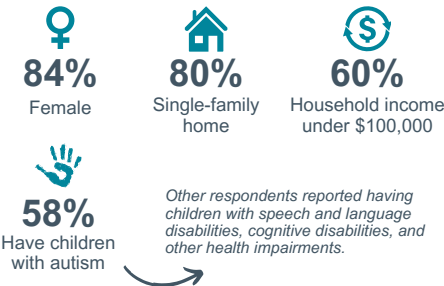 84%
Female
80%
Single-family
home
60%
Household income
under $100,000
58%
Have children
with autism
Other respondents reported having
children with speech and language
disabilities, cognitive disabilities, and
other health impairments.